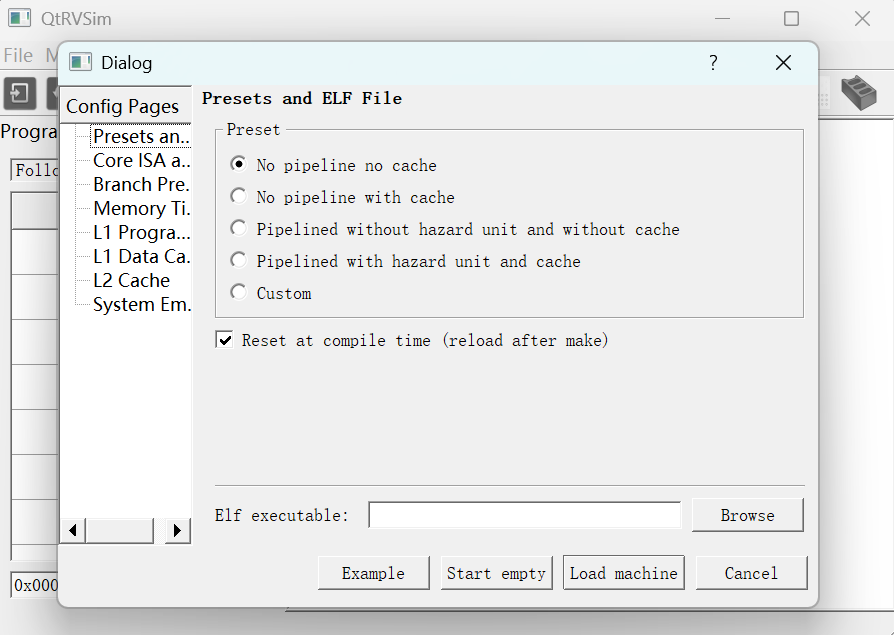 QtRVSim
File M
Dialog
?
Config Pages
Presets and ELF File
Progra
Presets an..
Core ISA a..
Branch Pre.
Memory Ti.
L1 Progra...
L1 Data Ca.
L2 Cache
System Em.
Follo
Preset
No pipeline no cache
No pipeline with cache
Pipelined without hazard unit and without cache
Pipelined with hazard unit and cache
Custom
Reset at compile time (reload after make)
Elf executable:
Browse
0x000
Example
Start empty
Load machine
Cancel